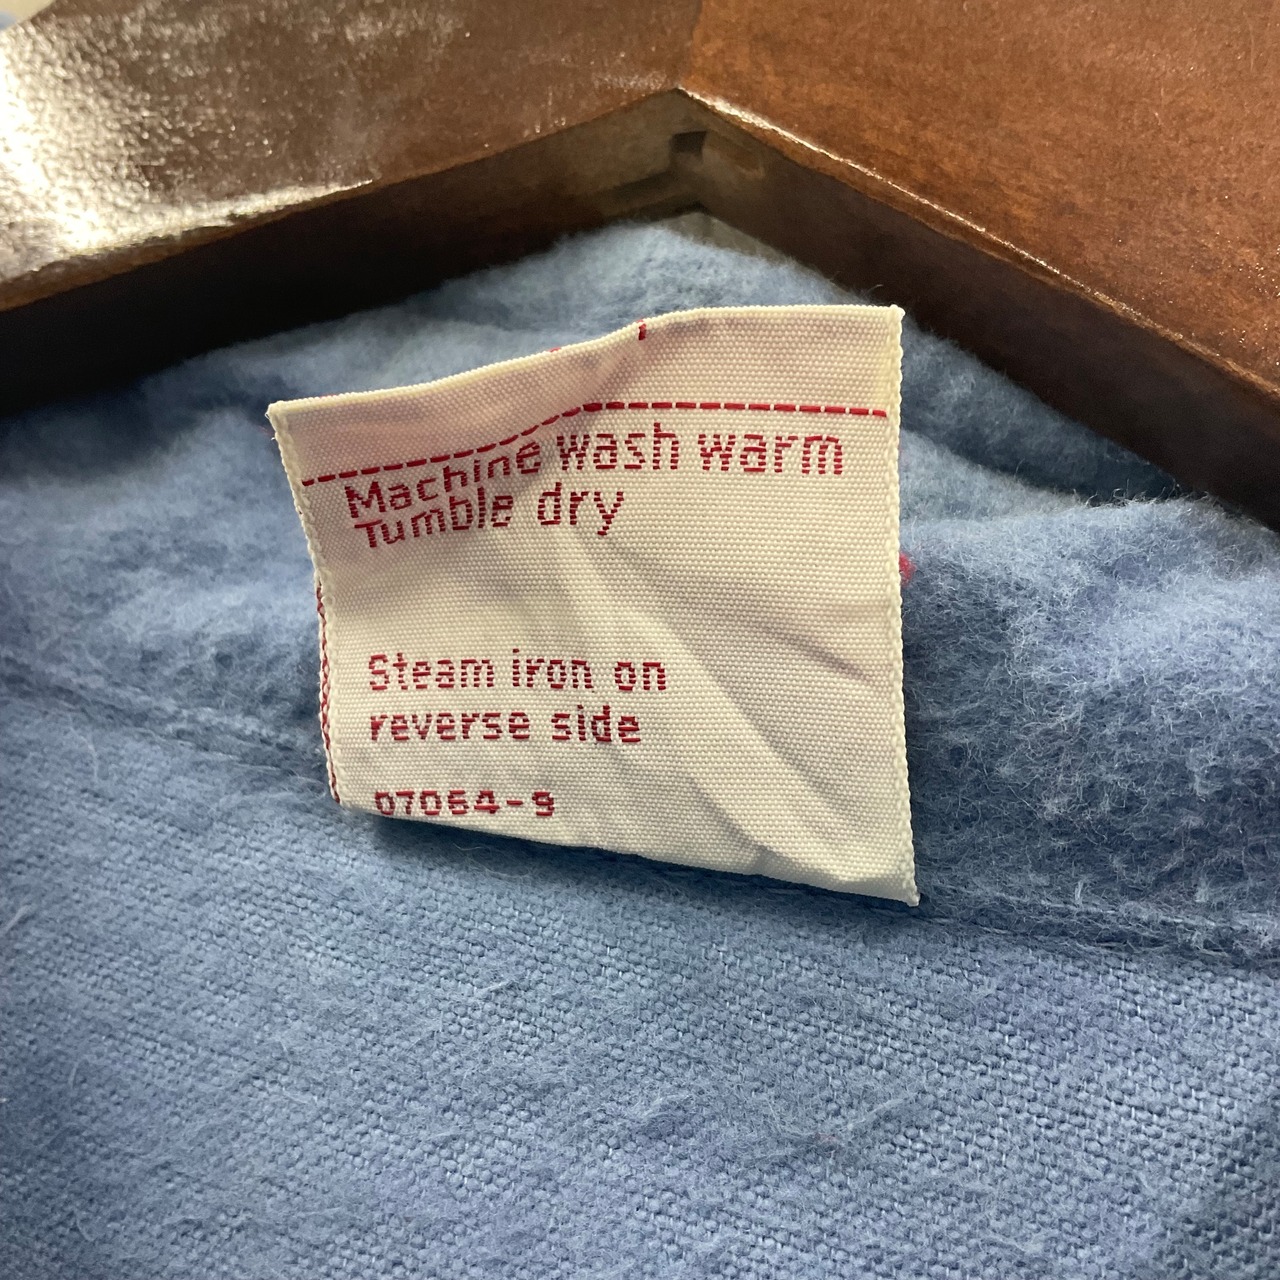 Machine wash warm
Tumble dry
Steam iron on
reverse side
07064-9